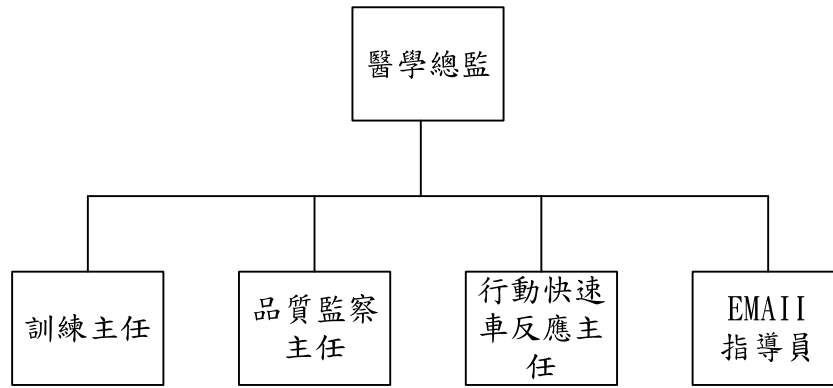 醫學總監
訓練主任
品質監察
主任
行動快速
車反應主
任
EMAII
指導員